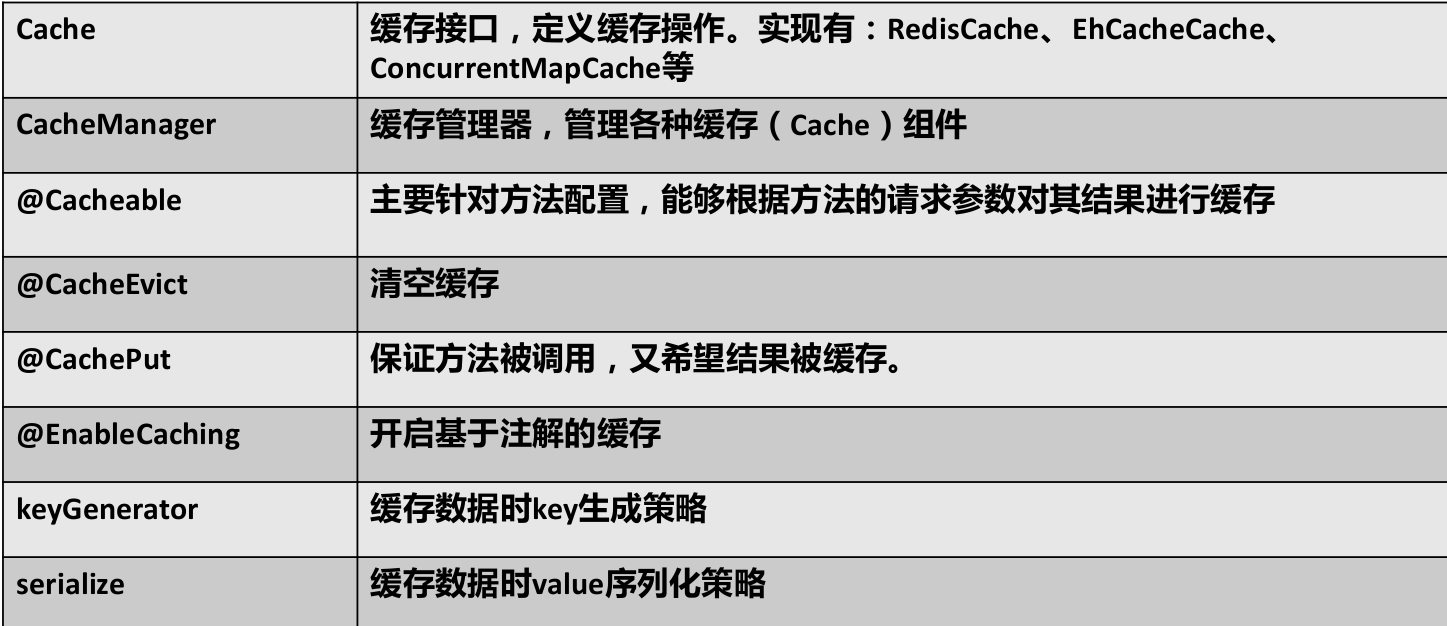 Cache
缓存接口，定义缓存操作。实现有：RedisCache、EhCacheCache、
ConcurrentMapCache等
CacheManager
缓存管理器，管理各种缓存（Cache）组件
@Cacheable
主要针对方法配置，能够根据方法的请求参数对其结果进行缓存
@CacheEvict
清空缓存
@CachePut
保证方法被调用，又希望结果被缓存。
@EnableCaching
开启基于注解的缓存
keyGenerator
缓存数据时key生成策略
serialize
缓存数据时value序列化策略